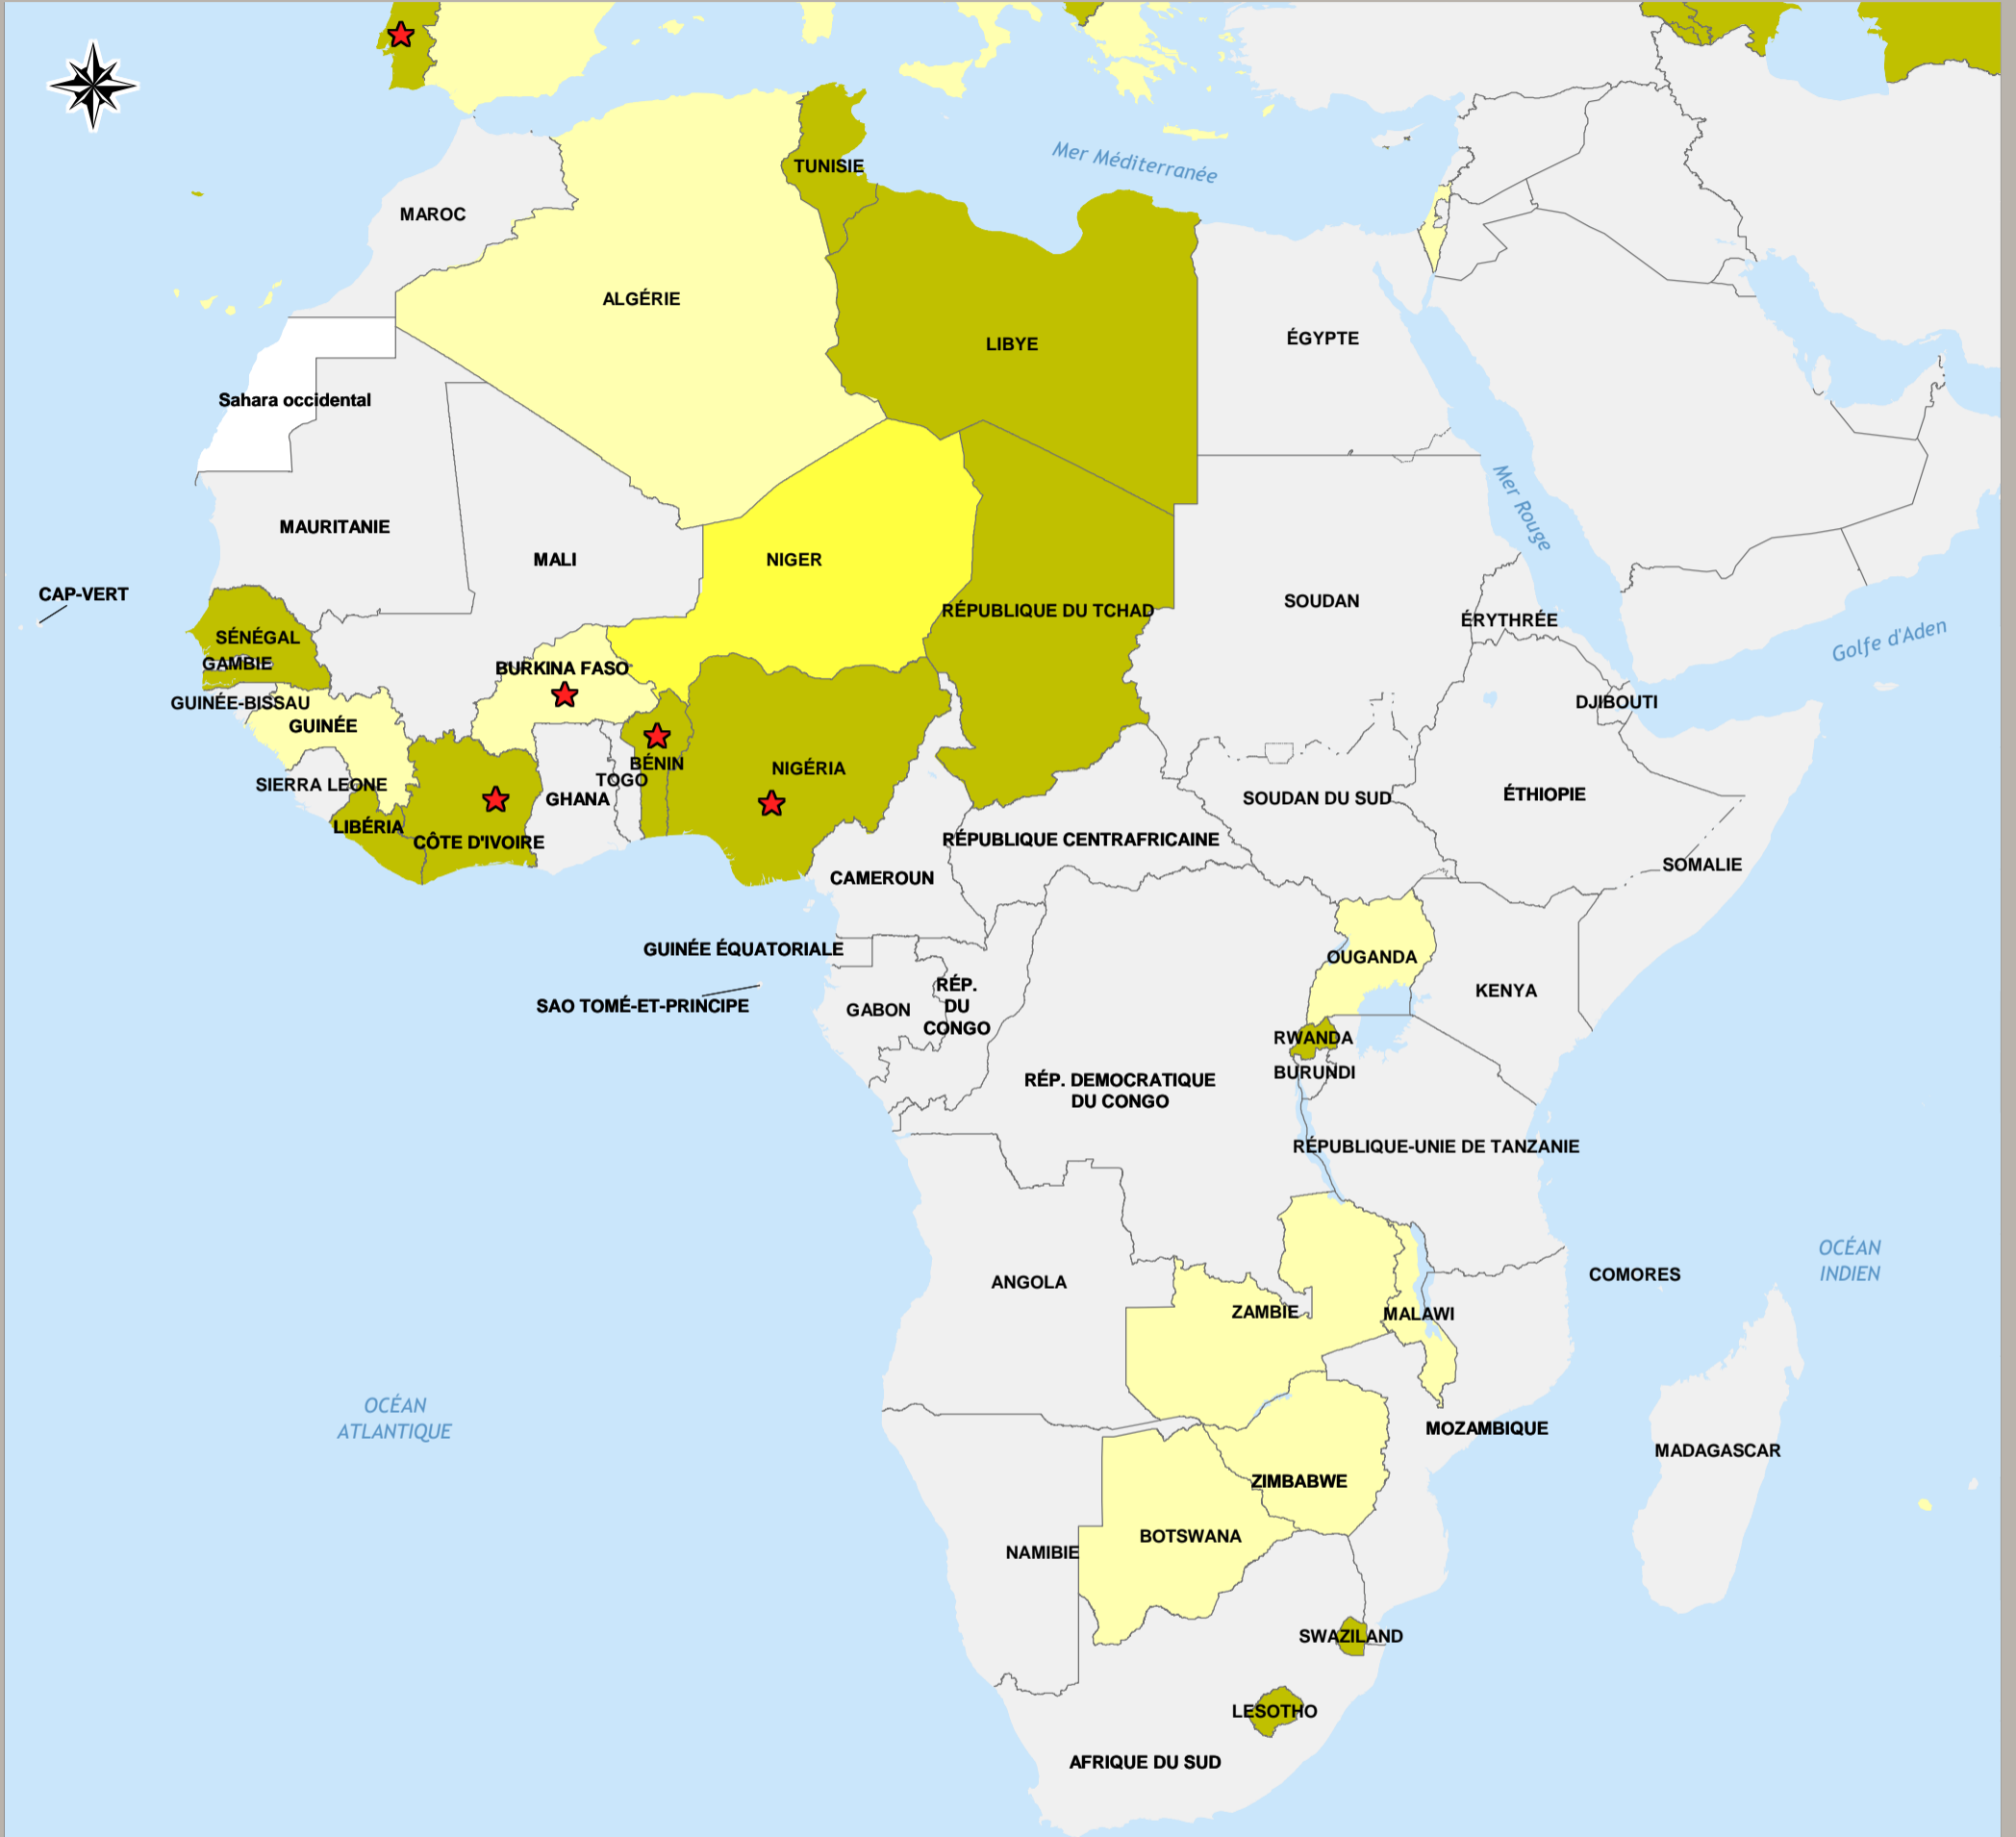 Mer Méditerranée
TUNISIE
MAROC
ALGÉRIE
LIBYE
ÉGYPTE
Sahara occidental
Mer Rouge
MAURITANIE
MALI
NIGER
CAP-VERT
RÉPUBLIQUE DU TCHAD
SOUDAN
ÉRYTHRÉE
Golfe d'Aden
SÉNÉGAL
GAMBIE
BURKINA FASO
GUINÉE-BISSAU
DJIBOUTI
GUINÉE
BÉNIN
NIGÉRIA
TOGO
SIERRA LEONE
GHANA
SOUDAN DU SUD
ÉTHIOPIE
LIBÉRIA
CÔTE D'IVOIRE
RÉPUBLIQUE CENTRAFRICAINE
SOMALIE
CAMEROUN
GUINÉE ÉQUATORIALE
OUGANDA
KENYA
SAO TOMÉ-ET-PRINCIPE
GABON
RÉP.
DU
CONGO
RWANDA
BURUNDI
RÉP. DEMOCRATIQUE
DU CONGO
RÉPUBLIQUE-UNIE DE TANZANIE
OCÉAN
INDIEN
COMORES
ANGOLA
ZAMBIE
MALAWI
OCÉAN
ATLANTIQUE
MOZAMBIQUE
MADAGASCAR
ZIMBABWE
BOTSWANA
NAMIBIE
SWAZILAND
LESOTHO
AFRIQUE DU SUD